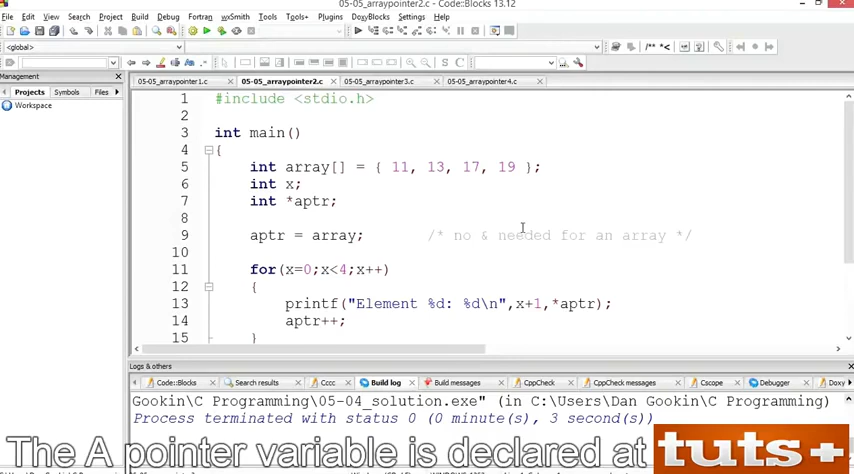 05-05_arraypointer2.c - Code::Blocks 13.12
File Edit View Search Project Build Debug Fortran wxSmith Tools Tools+ Plugins DoxyBlocks Settings Help
<global>
/** *<
S C
Management
Projects Symbols Files
Workspace
05-05_arraypointer1.c 05-05_arraypointer2.c 05-05_arraypointer3.c 05-05_arraypointer4.c
1 #include <stdio.h>
2
3 int main()
4 {
5 int array[] = { 11, 13, 17, 19 };
6 int x;
7 int *aptr;
8
9 aptr = array; /* no & needed for an array */
10
11 for(x=0;x<4;x++)
12 {
13 printf("Element %d: %d\n",x+1,*aptr);
14 aptr++;
15 }
Logs & others
Code::Blocks Search results Cccc Build log Build messages CppCheck CppCheck messages Cscope Debugger Doxy
Gookin\C Programming\05-04_solution.exe" (in C:\Users\Dan Gookin\C Programming)
Process terminated with status 0 (0 minute(s), 3 second(s))
The A pointer variable is declared at
tuts+